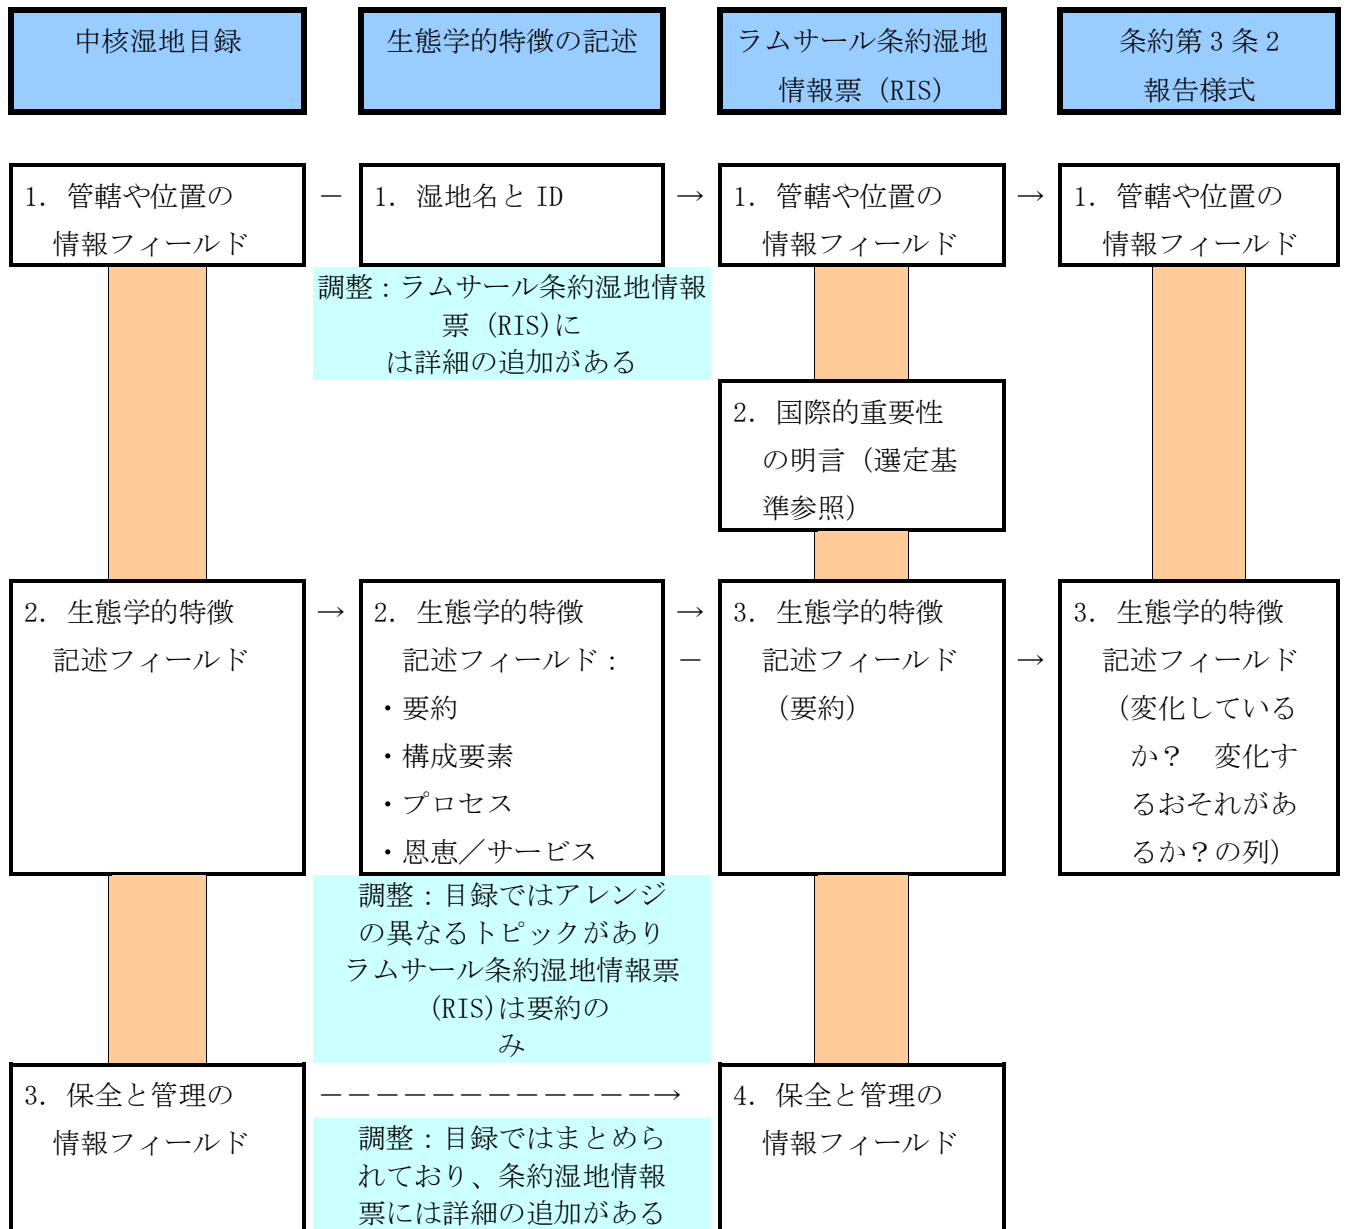 中核湿地目録
生態学的特徴の記述
ラムサール条約湿地
情報票（RIS）
条約第３条２
報告様式
1. 管轄や位置の
情報フィールド
－
1. 湿地名と ID
→
1. 管轄や位置の
情報フィールド
→
1. 管轄や位置の
情報フィールド
調整：ラムサール条約湿地情報
票（RIS)に
は詳細の追加がある
2. 国際的重要性
の明言（選定基
準参照）
2. 生態学的特徴
記述フィールド
→
2. 生態学的特徴
記述フィールド：
・要約
・構成要素
・プロセス
・恩恵／サービス
→
－
3. 生態学的特徴
記述フィールド
（要約）
→
3. 生態学的特徴
記述フィールド
（変化している
か？　変化す
るおそれがあ
るか？の列）
調整：目録ではアレンジ
の異なるトピックがあり
ラムサール条約湿地情報票
(RIS)は要約の
み
3. 保全と管理の
情報フィールド
－－－－－－－－－－－－→
4. 保全と管理の
情報フィールド
調整：目録ではまとめら
れており、条約湿地情報
票には詳細の追加がある